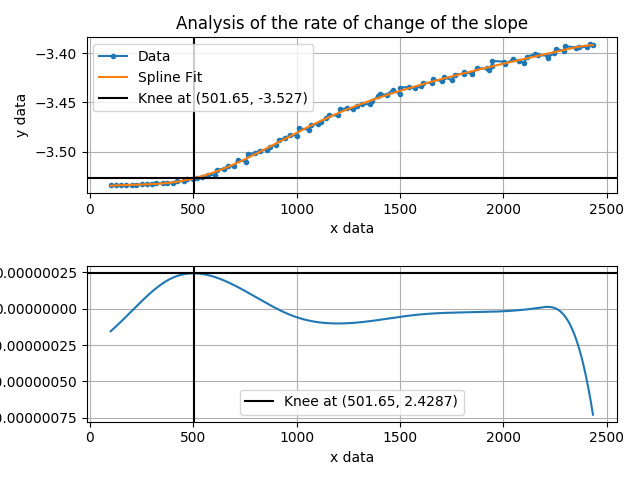 Analysis of the rate of change of the slope
−3.40
−3.45
−3.50
y data
Data
Spline Fit
Knee at (501.65, -3.527)
0 500 1000 1500 2000 2500
x data
0.00000025
0.00000000
0.00000025
0.00000050
0.00000075
Knee at (501.65, 2.4287)
0 500 1000 1500 2000 2500
x data